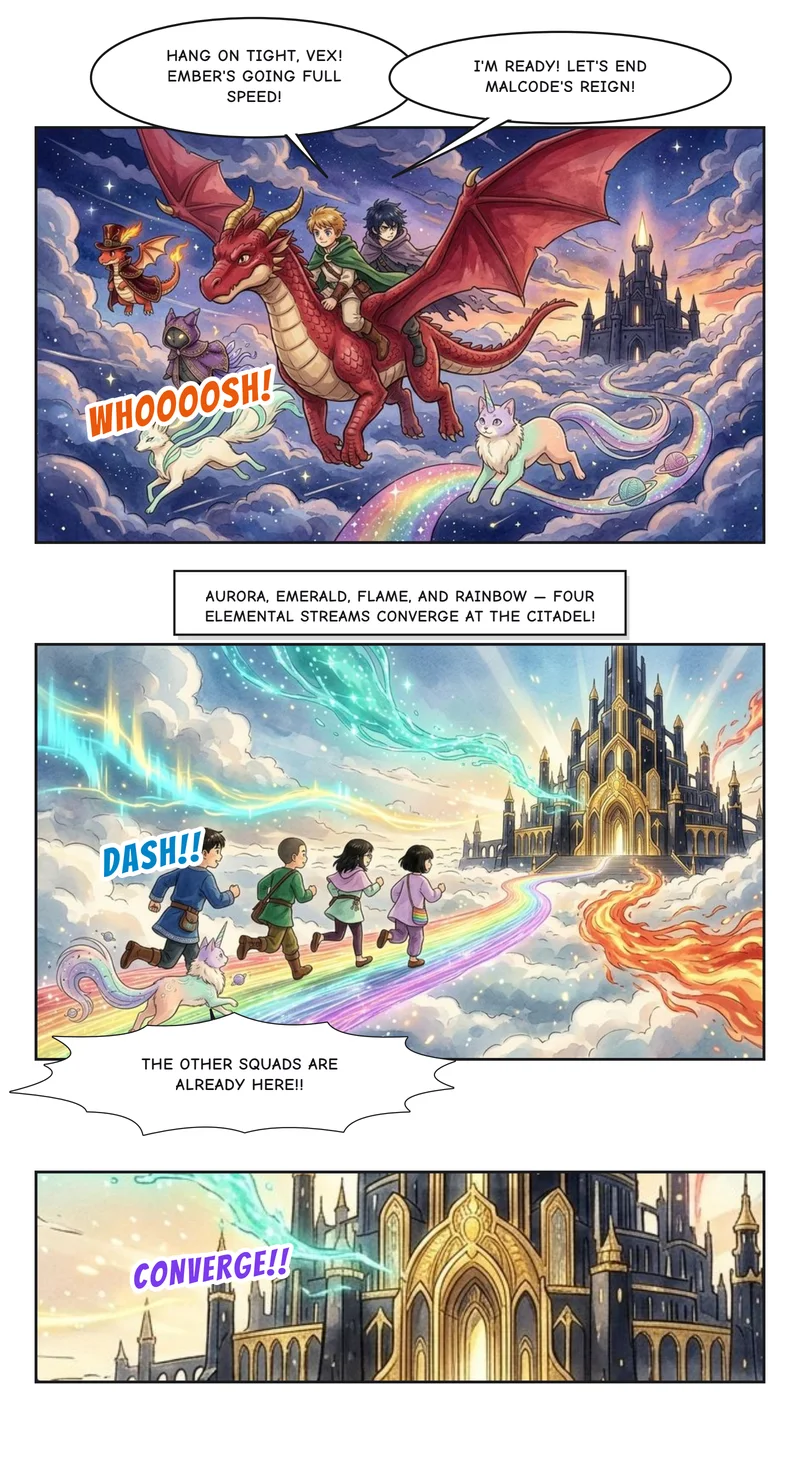 HANG ON TIGHT, VEX!
EMBER'S GOING FULL
SPEED!
I'M READY! LET'S END
MALCODE'S REIGN!
WHOOOOSH!
AURORA, EMERALD, FLAME, AND RAINBOW — FOUR
ELEMENTAL STREAMS CONVERGE AT THE CITADEL!
DASH!!
THE OTHER SQUADS ARE
ALREADY HERE!!
CONVERGE!!